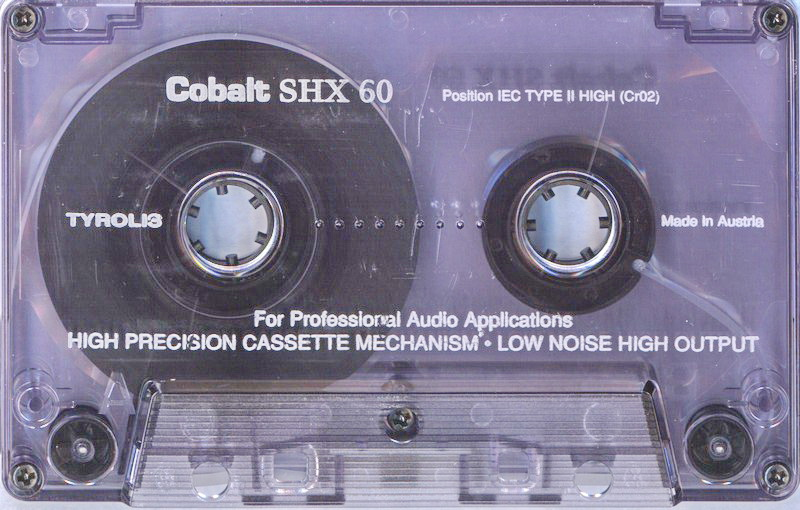 Cobalt SHX 60
Position IEC TYPE II HIGH (Cr02)
TYROLIS
Made in Austria
For Professional Audio Applications
HIGH PRECISION CASSETTE MECHANISM • LOW NOISE HIGH OUTPUT
A